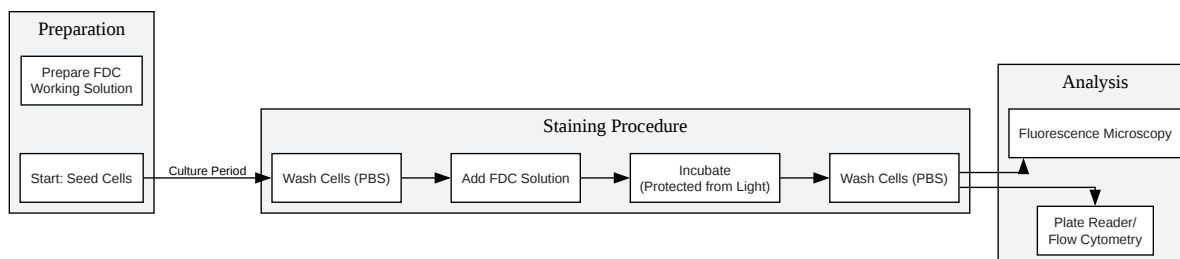 Preparation
Prepare FDC
Working Solution
Start: Seed Cells
Culture Period
Staining Procedure
Wash Cells (PBS)
Add FDC Solution
Incubate
(Protected from Light)
Wash Cells (PBS)
Analysis
Fluorescence Microscopy
Plate Reader/
Flow Cytometry